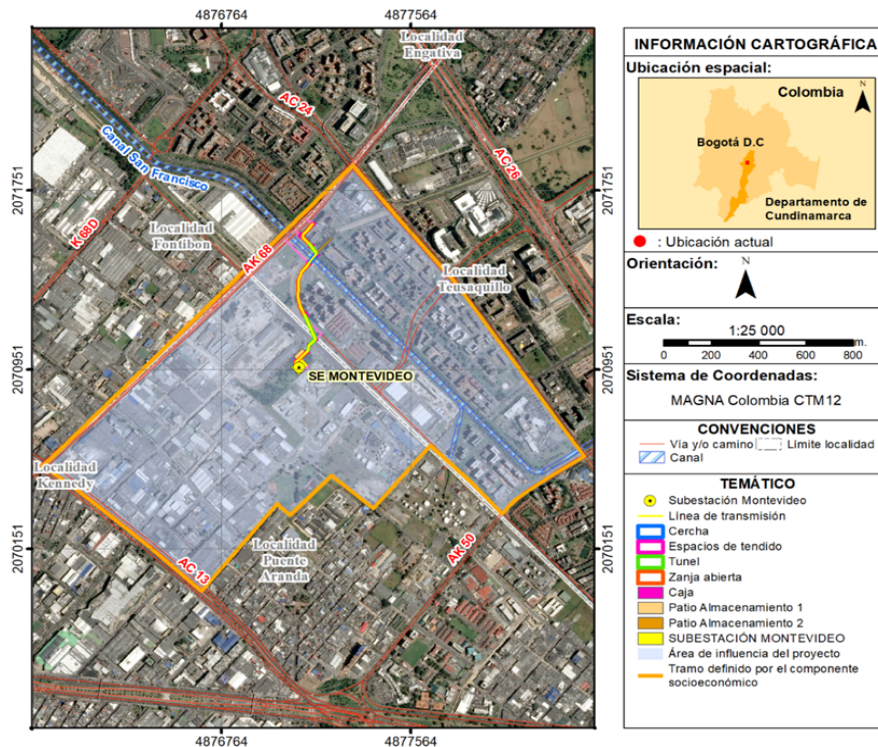 4876764
4877564
2071751
2070951
2070151
2071751
2070951
2070151
4876764
4877564
Localidad
Engativa
AC 24
AC 26
Canal San Francisco
K 68D
Localidad
Fontibon
AK 68
Localidad
Teusaquillo
SE MONTEVIDEO
Localidad
Kennedy
AC 13
Localidad
Puente
Aranda
AK 50
INFORMACIÓN CARTOGRÁFICA
Ubicación espacial:
Colombia
N
Bogotá D.C
Departamento de
Cundinamarca
: Ubicación actual
Orientación:
N
Escala:
1:25 000
m.
0 200 400 600 800
Sistema de Coordenadas:
MAGNA Colombia CTM12
CONVENCIONES
Vía y/o camino
Límite localidad
Canal
TEMÁTICO
Subestación Montevideo
Línea de transmisión
Cercha
Espacios de tendido
Tunel
Zanja abierta
Caja
Patio Almacenamiento 1
Patio Almacenamiento 2
SUBESTACIÓN MONTEVIDEO
Área de influencia del proyecto
Tramo definido por el componente
socioeconómico